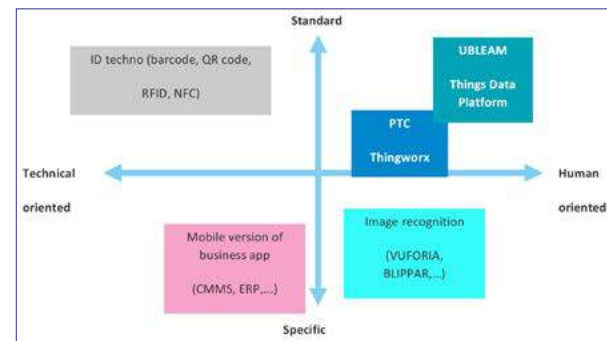 Standard
ID techno (barcode, QR code,
RFID, NFC)
UBLEAM
Things Data
Platform
PTC
Thingworx
Technical
oriented
Human
oriented
Mobile version of
business app
(CMMS, ERP,...)
Image recognition
(VUFORIA,
BLIPPAR,...)
Specific